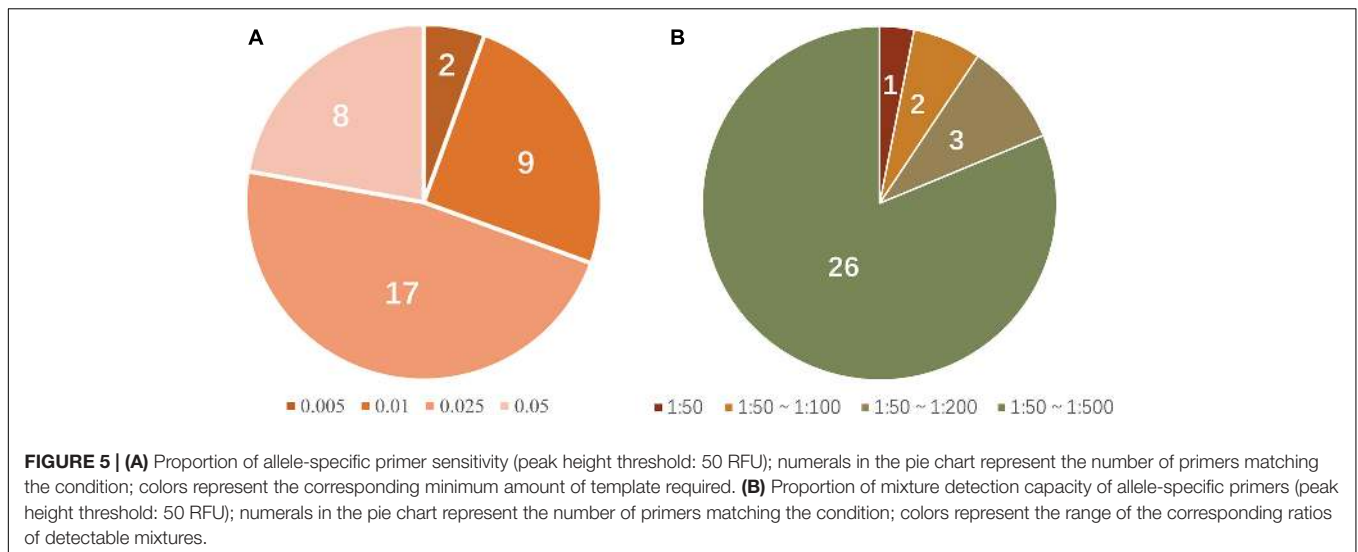 A
B
2
9
17
8
1
2
3
26
0.005 0.01 0.025 0.05
1:50 1:50 ~ 1:100 1:50 ~ 1:200 1:50 ~ 1:500
FIGURE 5 | (A) Proportion of allele-specific primer sensitivity (peak height threshold: 50 RFU); numerals in the pie chart represent the number of primers matching
the condition; colors represent the corresponding minimum amount of template required. (B) Proportion of mixture detection capacity of allele-specific primers (peak
height threshold: 50 RFU); numerals in the pie chart represent the number of primers matching the condition; colors represent the range of the corresponding ratios
of detectable mixtures.